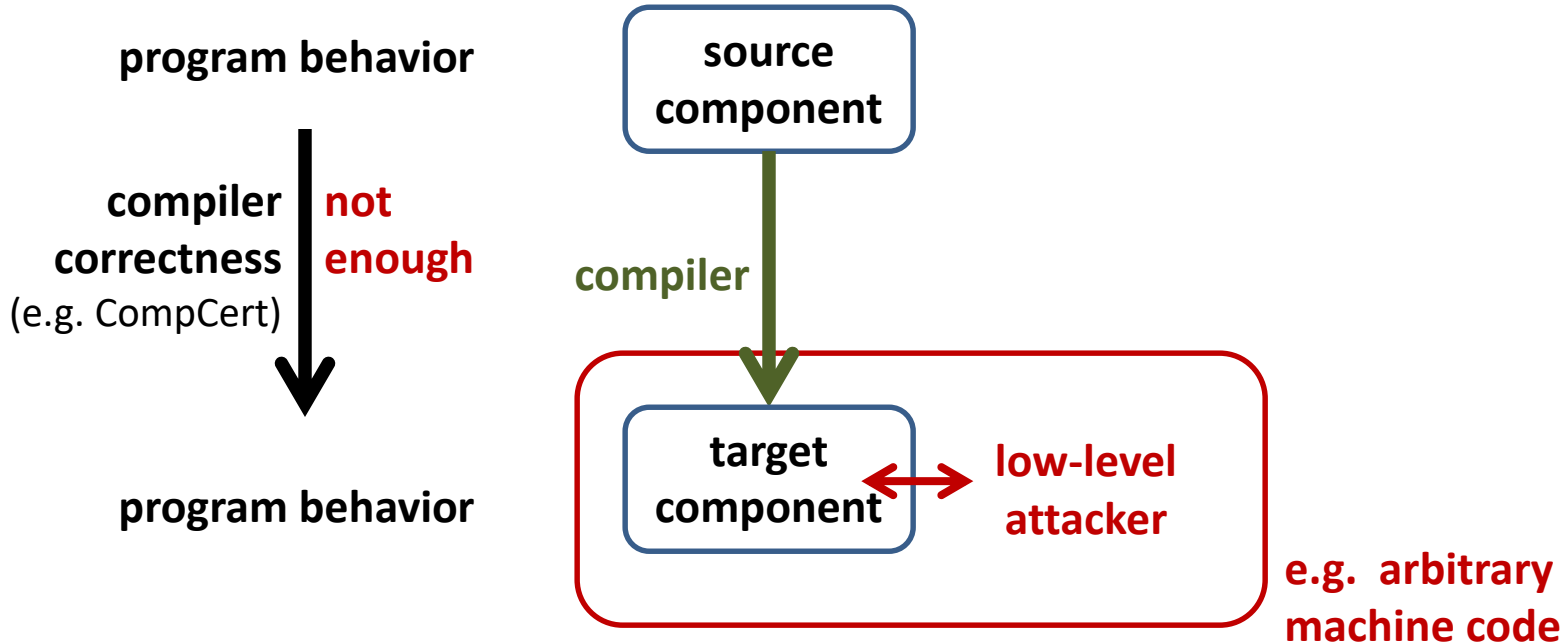 program behavior
compiler
correctness
(e.g. CompCert)
not
enough
program behavior
source
component
compiler
target
component
low-level
attacker
e.g. arbitrary
machine code